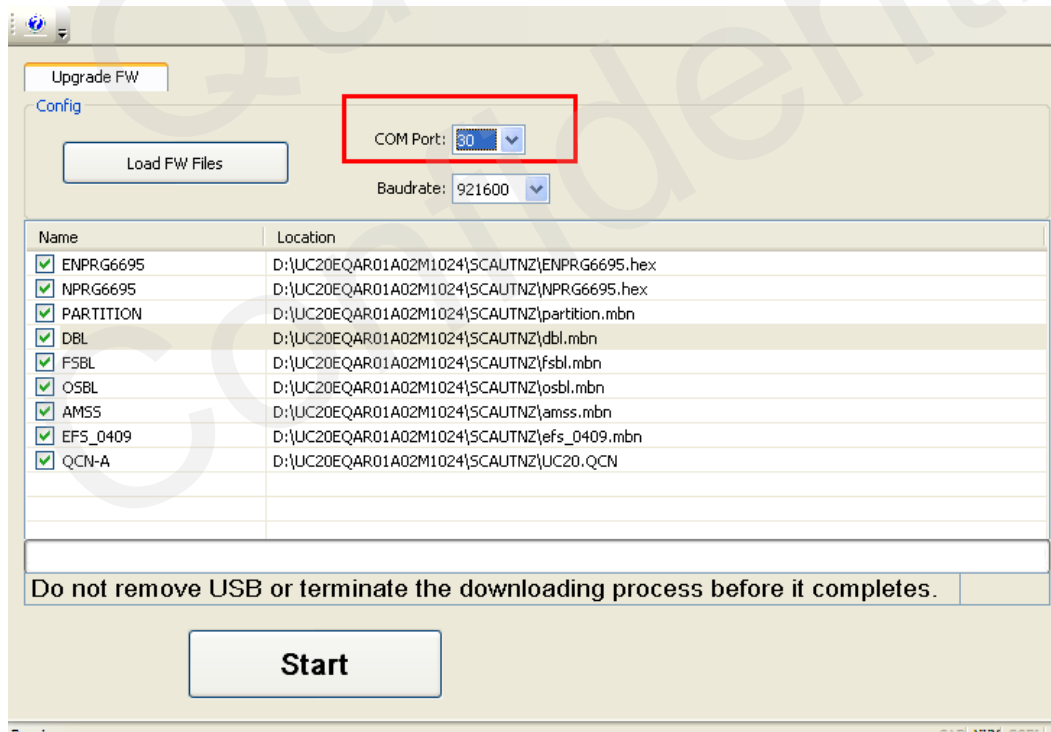 Upgrade FW
Config
Load FW Files
COM Port: 30
Baudrate: 921600
Name Location
ENPRG6695 D:\UC20EQAR01A02M1024\SCAUTNZ\ENPRG6695.hex
NPRG6695 D:\UC20EQAR01A02M1024\SCAUTNZ\NPRG6695.hex
PARTITION D:\UC20EQAR01A02M1024\SCAUTNZ\partition.mbn
DBL D:\UC20EQAR01A02M1024\SCAUTNZ\dbl.mbn
FSBL D:\UC20EQAR01A02M1024\SCAUTNZ\fsbl.mbn
OSBL D:\UC20EQAR01A02M1024\SCAUTNZ\osbl.mbn
AMSS D:\UC20EQAR01A02M1024\SCAUTNZ\amss.mbn
EFS_0409 D:\UC20EQAR01A02M1024\SCAUTNZ\efs_0409.mbn
QCN-A D:\UC20EQAR01A02M1024\SCAUTNZ\UC20.QCN
Do not remove USB or terminate the downloading process before it completes.
Start